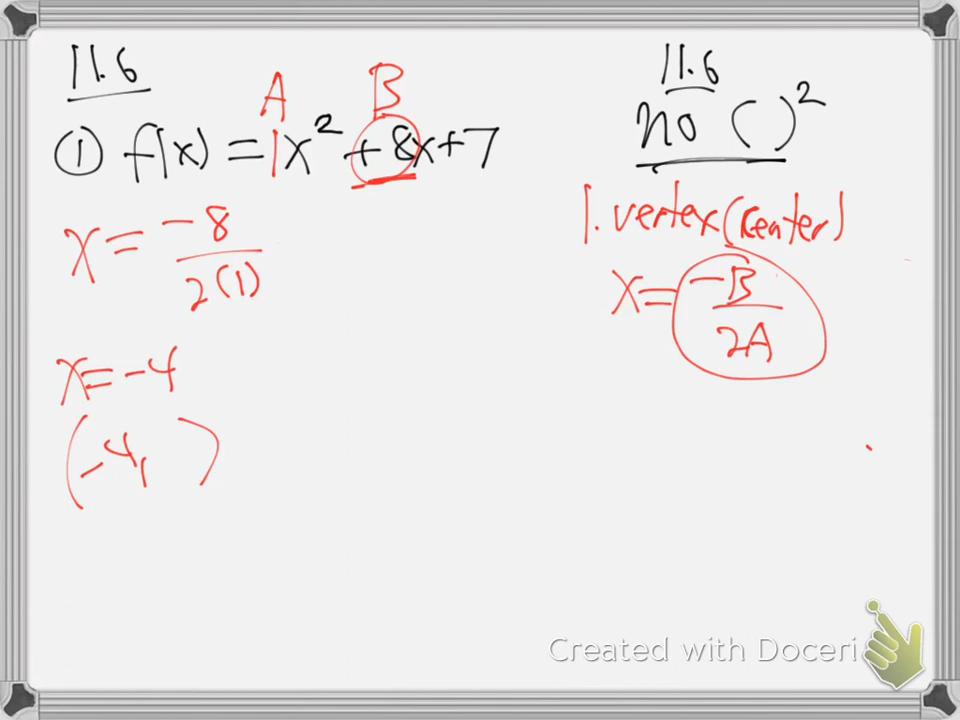 11.6
A B
① f(x) = 1x² + 8x + 7
x = -8 / 2(1)
x = -4
(-4, )
11.6
no ( )²
1. vertex (center)
x = -B / 2A
Created with Doceri